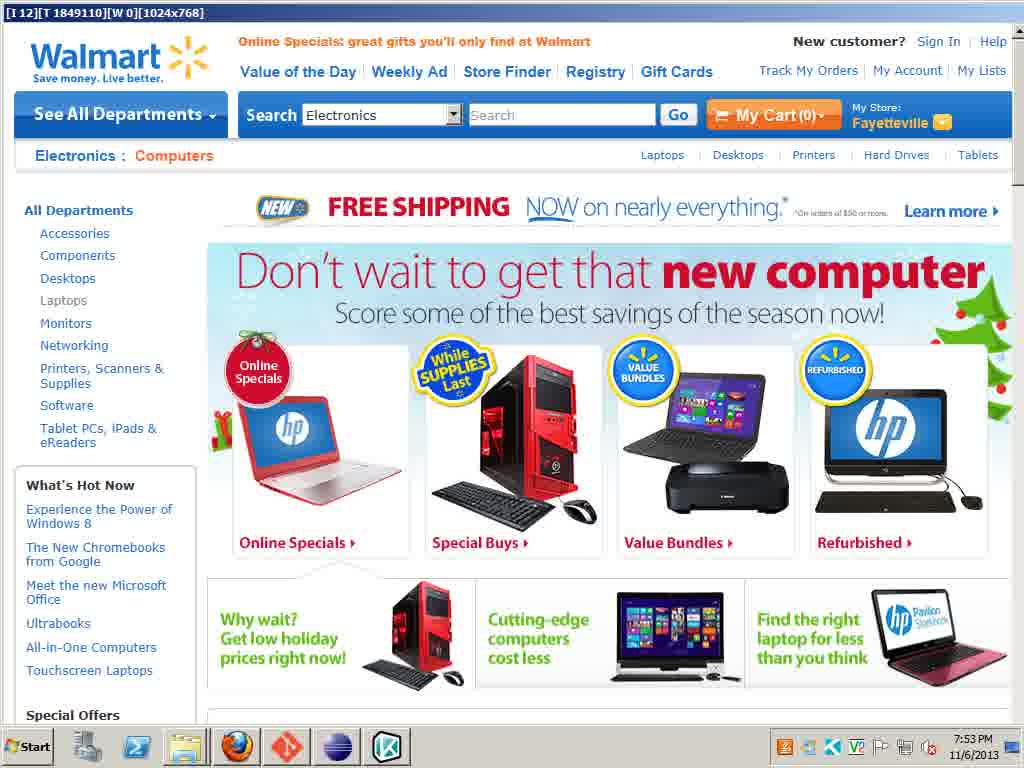 [I 12][T 1849110][W 0][1024x768]
Walmart
Save money. Live better.
Online Specials: great gifts you'll only find at Walmart
New customer? Sign In Help
Value of the Day Weekly Ad Store Finder Registry Gift Cards
Track My Orders My Account My Lists
See All Departments
Search Electronics Search Go
My Cart (0)
My Store:
Fayetteville
Electronics : Computers
Laptops Desktops Printers Hard Drives Tablets
NEW FREE SHIPPING NOW on nearly everything.* *On orders of $50 or more. Learn more
All Departments
Accessories
Components
Desktops
Laptops
Monitors
Networking
Printers, Scanners &
Supplies
Software
Tablet PCs, iPads &
eReaders
Don't wait to get that new computer
Score some of the best savings of the season now!
Online
Specials
hp
Online Specials
While
SUPPLIES
Last
Special Buys
VALUE
BUNDLES
Canon
Value Bundles
REFURBISHED
hp
Refurbished
What's Hot Now
Experience the Power of
Windows 8
The New Chromebooks
from Google
Meet the new Microsoft
Office
Ultrabooks
All-in-One Computers
Touchscreen Laptops
Special Offers
Why wait?
Get low holiday
prices right now!
Cutting-edge
computers
cost less
Find the right
laptop for less
than you think
hp Pavilion
Sleekbook
Start
7:53 PM
11/6/2013